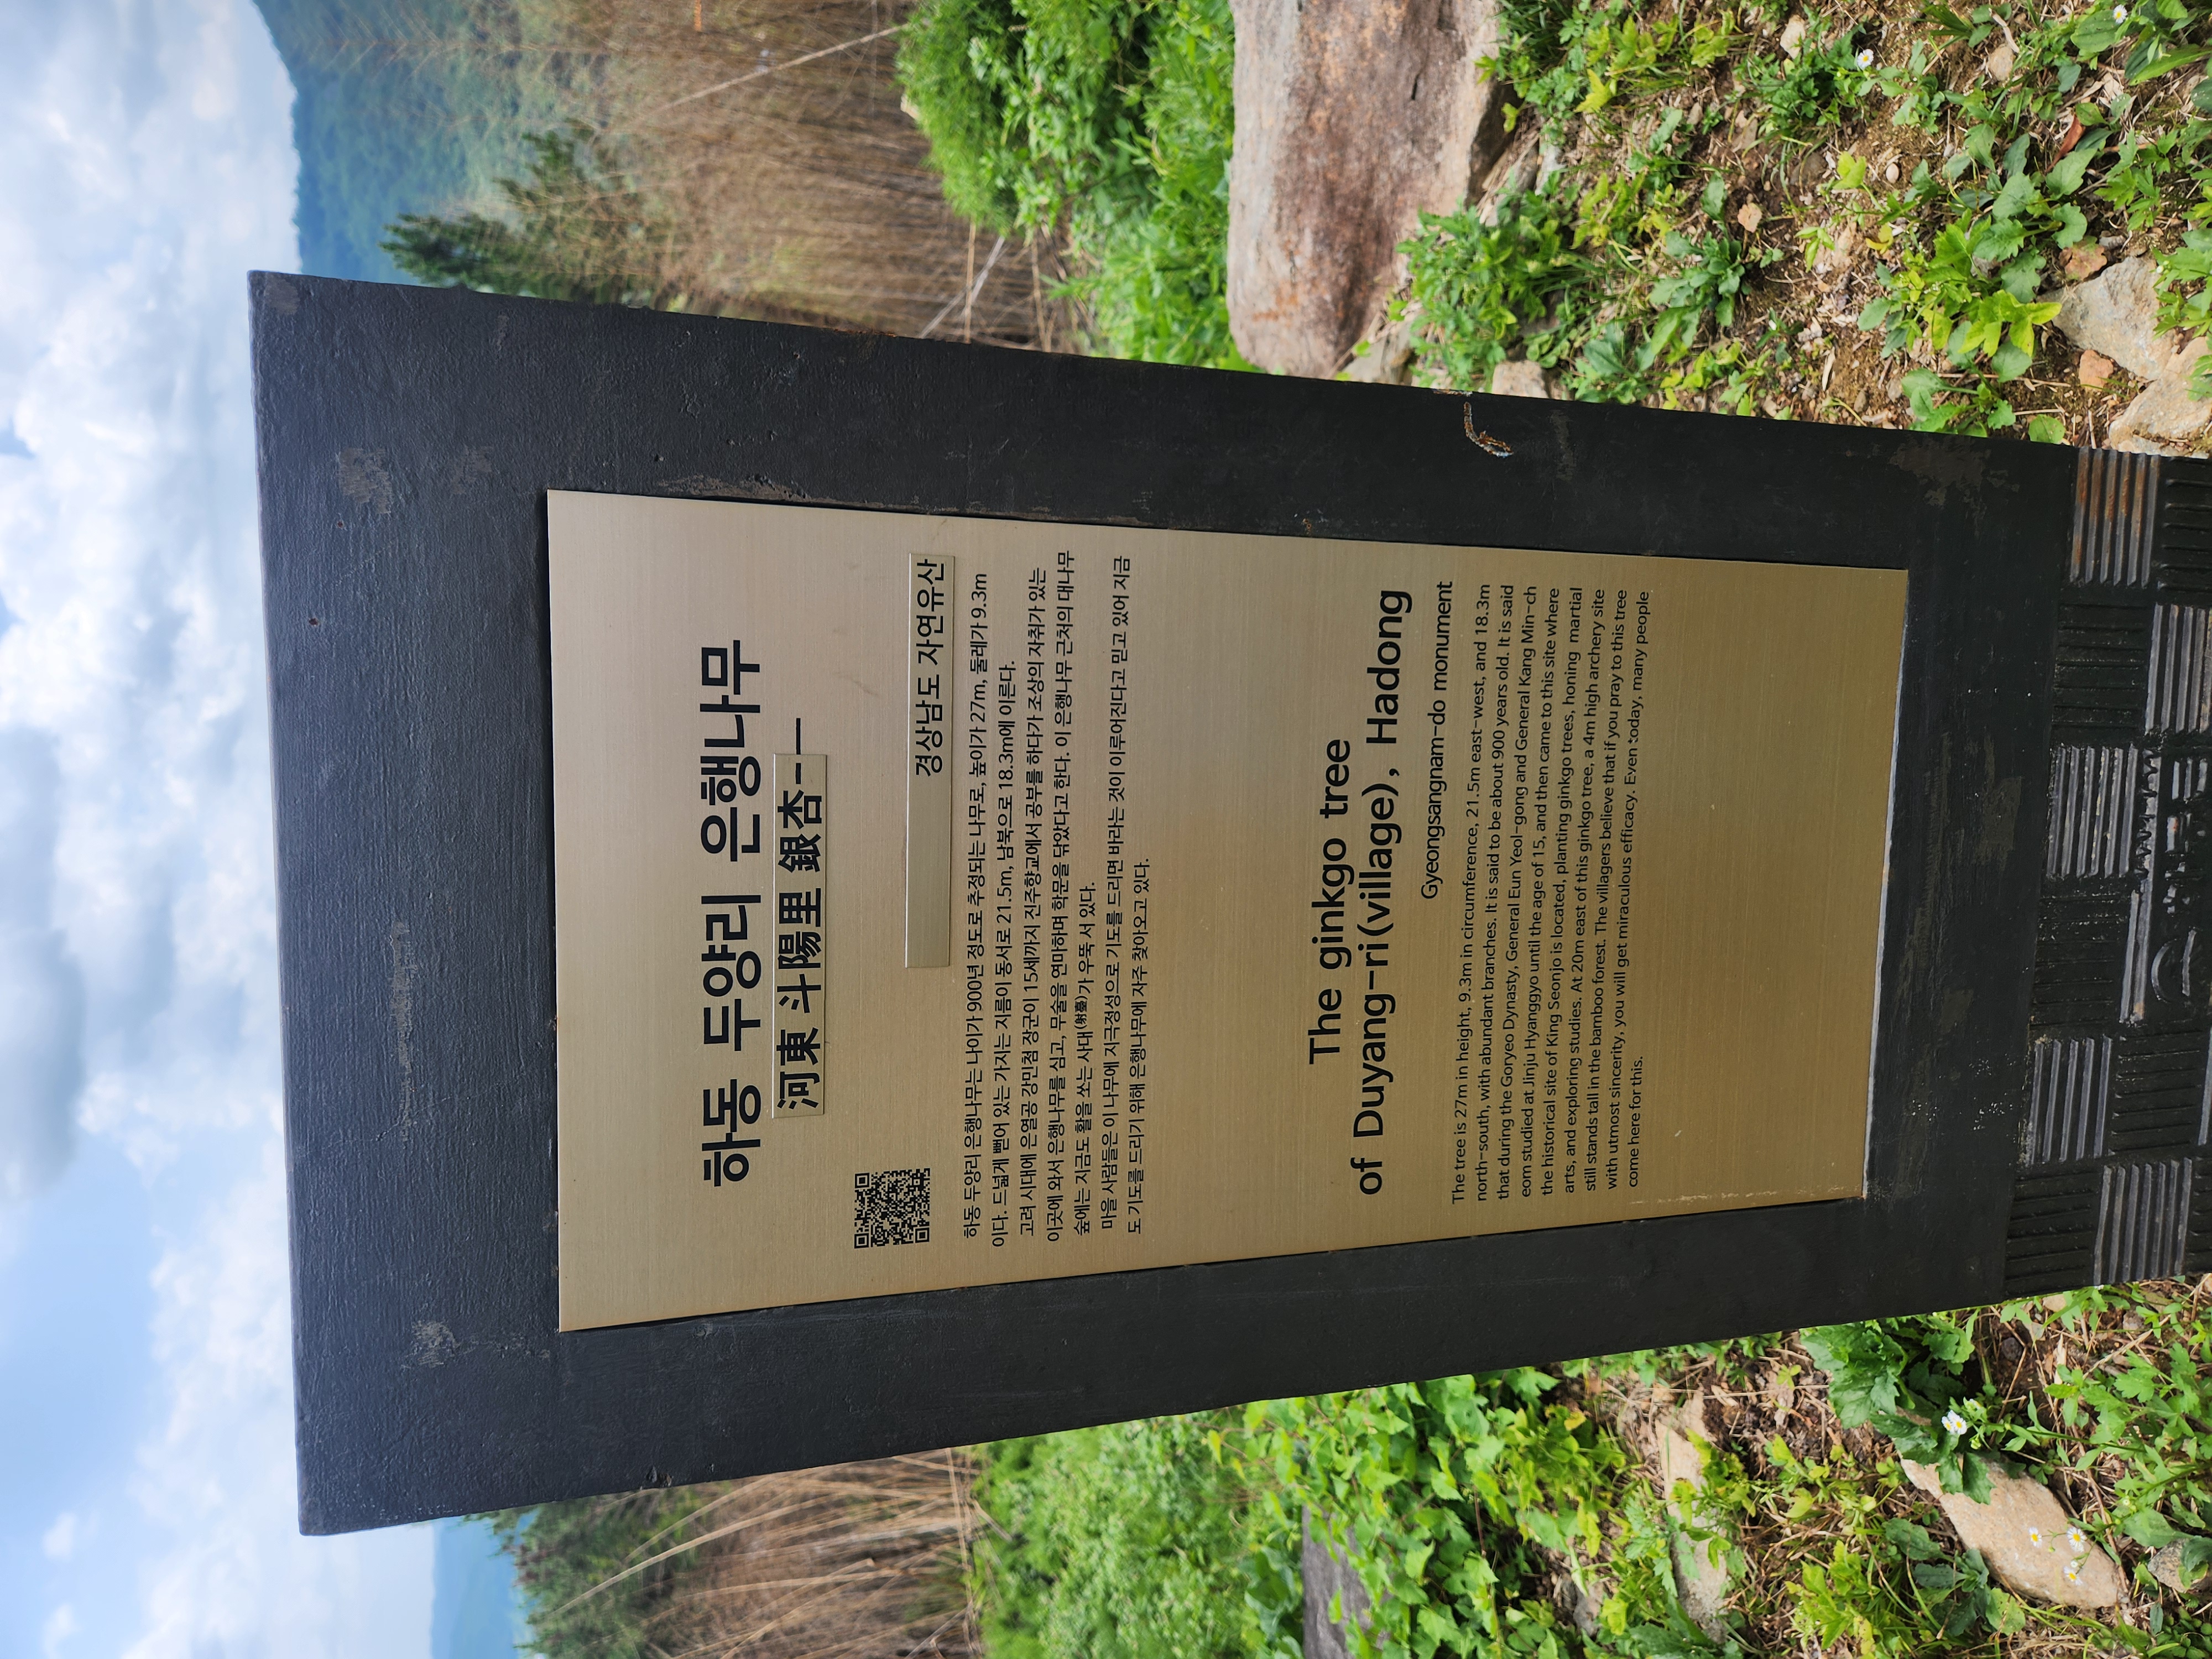 하동 두양리 은행나무
河東 斗陽里 銀杏-
경상남도 자연유산
하동 두양리 은행나무는 나이가 900년 정도로 추정되는 나무로, 높이가 27m, 둘레가 9.3m
이다. 드넓게 뻗어 있는 가지는 지름이 동서로 21.5m, 남북으로 18.3m에 이른다.
고려 시대에 은열공 강민첨 장군이 15세까지 진주향교에서 공부를 하다가 조상의 자취가 있는
이곳에 와서 은행나무를 심고, 무술을 연마하며 학문을 닦았다고 한다. 이 은행나무 근처의 대나무
숲에는 지금도 활을 쏘는 사대(射臺)가 우뚝 서 있다.
마을 사람들은 이 나무에 지극정성으로 기도를 드리면 바라는 것이 이루어진다고 믿고 있어 지금
도 기도를 드리기 위해 은행나무에 자주 찾아오고 있다.
The ginkgo tree
of Duyang-ri(village), Hadong
Gyeongsangnam-do monument
The tree is 27m in height, 9.3m in circumference, 21.5m east-west, and 18.3m
north-south, with abundant branches. It is said to be about 900 years old. It is said
that during the Goryeo Dynasty, General Eun Yeol-gong and General Kang Min-ch
eom studied at Jinju Hyanggyo until the age of 15, and then came to this site where
the historical site of King Seonjo is located, planting ginkgo trees, honing martial
arts, and exploring studies. At 20m east of this ginkgo tree, a 4m high archery site
still stands tall in the bamboo forest. The villagers believe that if you pray to this tree
with utmost sincerity, you will get miraculous efficacy. Even today, many people
come here for this.